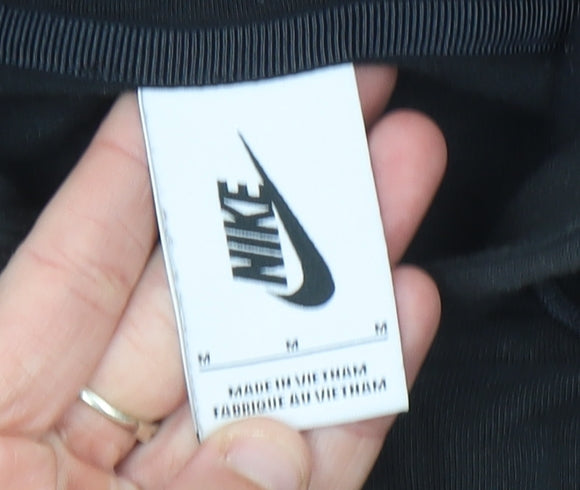 NIKE
M M M
MADE IN VIETNAM
FABRIQUE AU VIETNAM